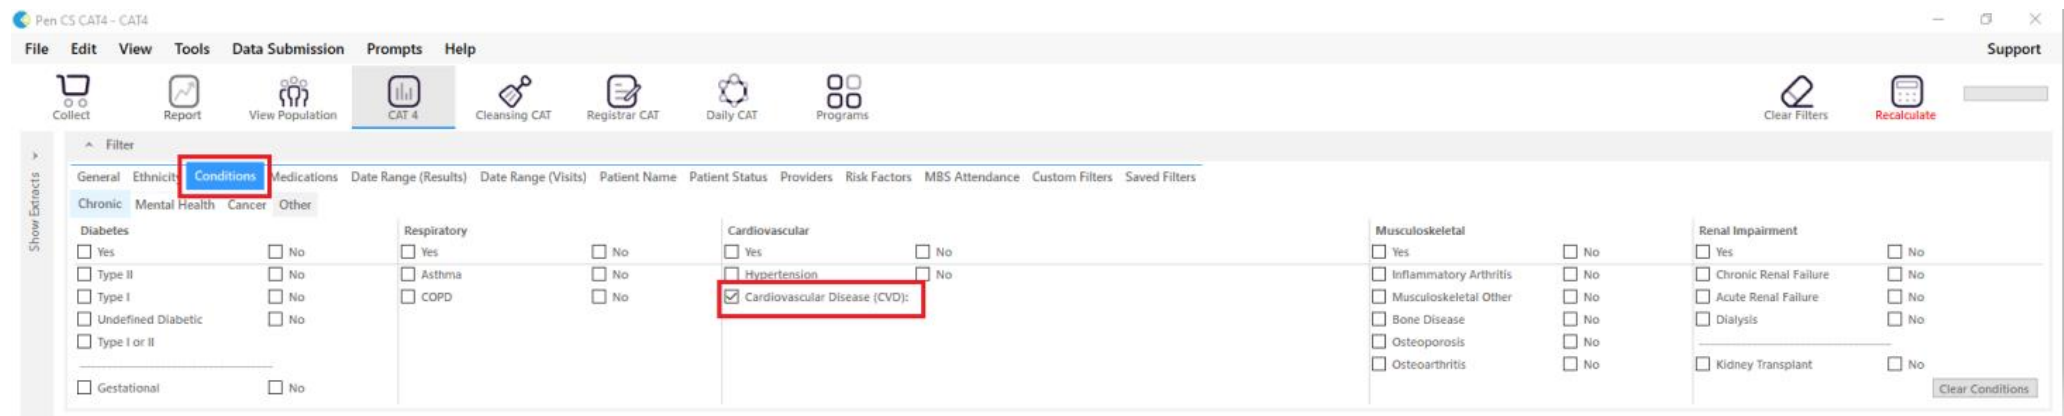 Pen CS CAT4 - CAT4
File Edit View Tools Data Submission Prompts Help Support
Collect Report View Population CAT 4 Cleansing CAT Registrar CAT Daily CAT Programs Clear Filters Recalculate
Filter
Show Extracts
General Ethnicity Conditions Medications Date Range (Results) Date Range (Visits) Patient Name Patient Status Providers Risk Factors MBS Attendance Custom Filters Saved Filters
Chronic Mental Health Cancer Other
Diabetes Respiratory Cardiovascular Musculoskeletal Renal Impairment
Yes No Yes No Yes No Yes No Yes No
Type II No Asthma No Hypertension No Inflammatory Arthritis No Chronic Renal Failure No
Type I No COPD No Cardiovascular Disease (CVD): Musculoskeletal Other No Acute Renal Failure No
Undefined Diabetic No Bone Disease No Dialysis No
Type I or II Osteoporosis No
Osteoarthritis No Kidney Transplant No
Gestational No Clear Conditions